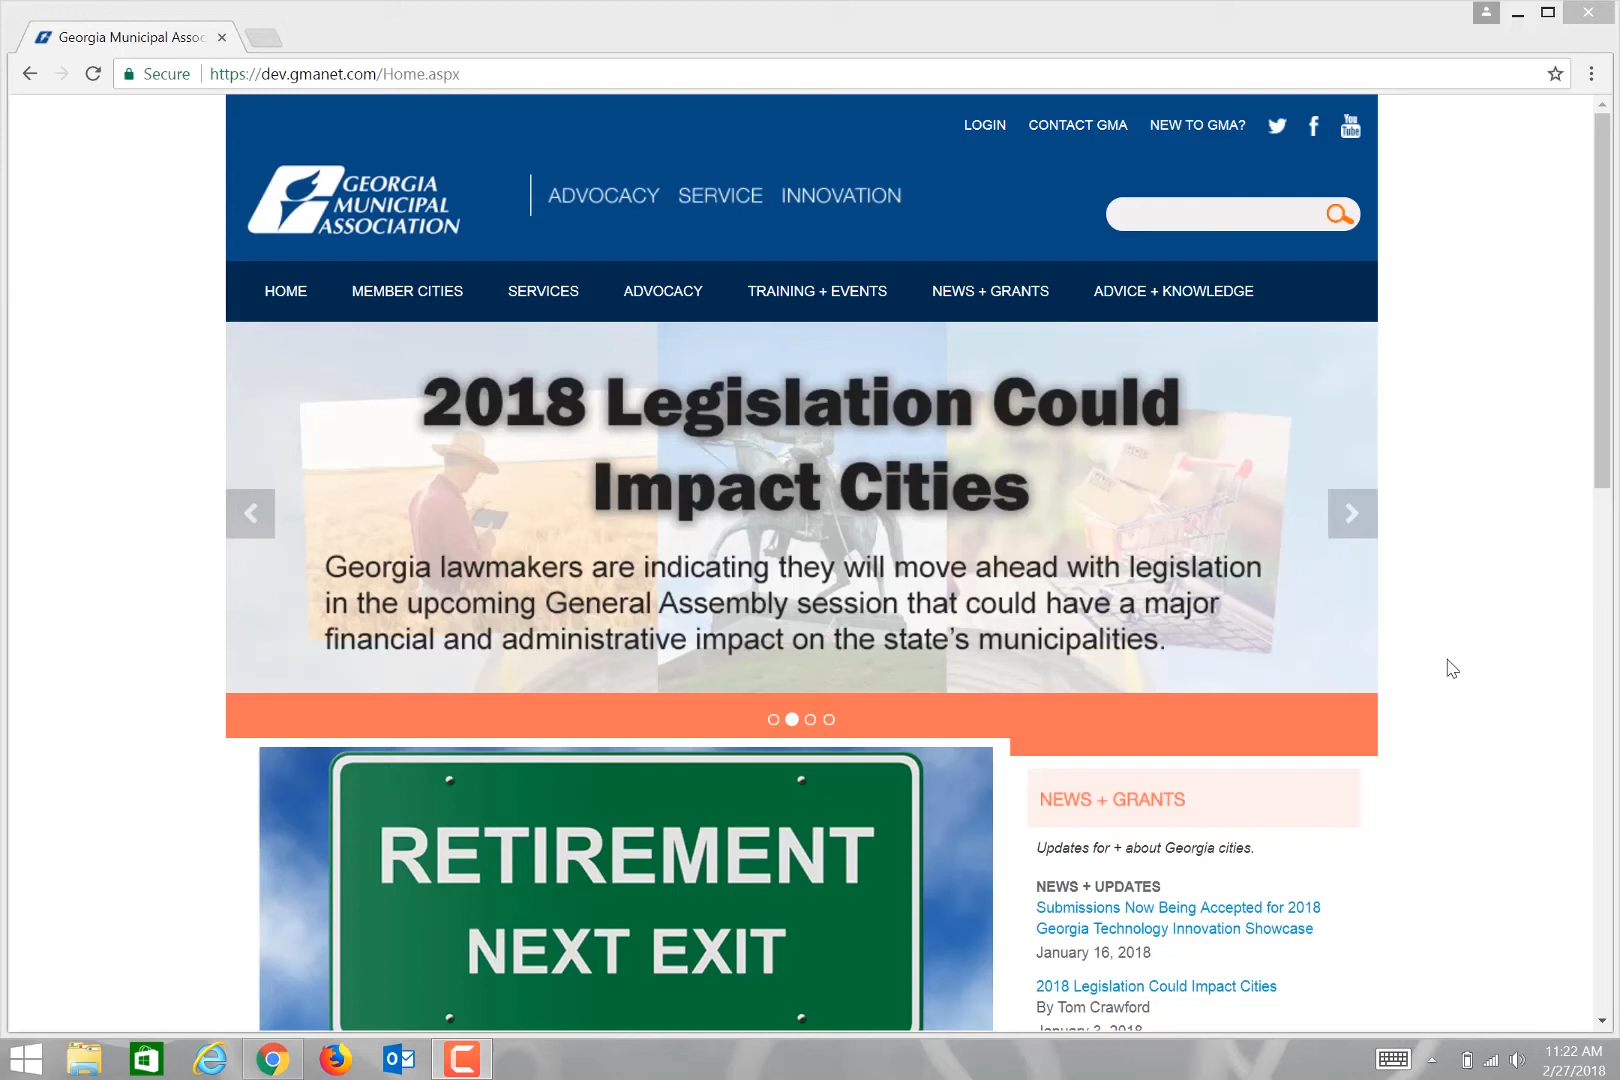 Georgia Municipal Assoc
Secure
https://dev.gmanet.com/Home.aspx
LOGIN
CONTACT GMA
NEW TO GMA?
You
Tube
GEORGIA
MUNICIPAL
ASSOCIATION
ADVOCACY SERVICE INNOVATION
HOME
MEMBER CITIES
SERVICES
ADVOCACY
TRAINING + EVENTS
NEWS + GRANTS
ADVICE + KNOWLEDGE
2018 Legislation Could
Impact Cities
Georgia lawmakers are indicating they will move ahead with legislation
in the upcoming General Assembly session that could have a major
financial and administrative impact on the state's municipalities.
RETIREMENT
NEXT EXIT
NEWS + GRANTS
Updates for + about Georgia cities.
NEWS + UPDATES
Submissions Now Being Accepted for 2018
Georgia Technology Innovation Showcase
January 16, 2018
2018 Legislation Could Impact Cities
By Tom Crawford
January 3, 2018
11:22 AM
2/27/2018